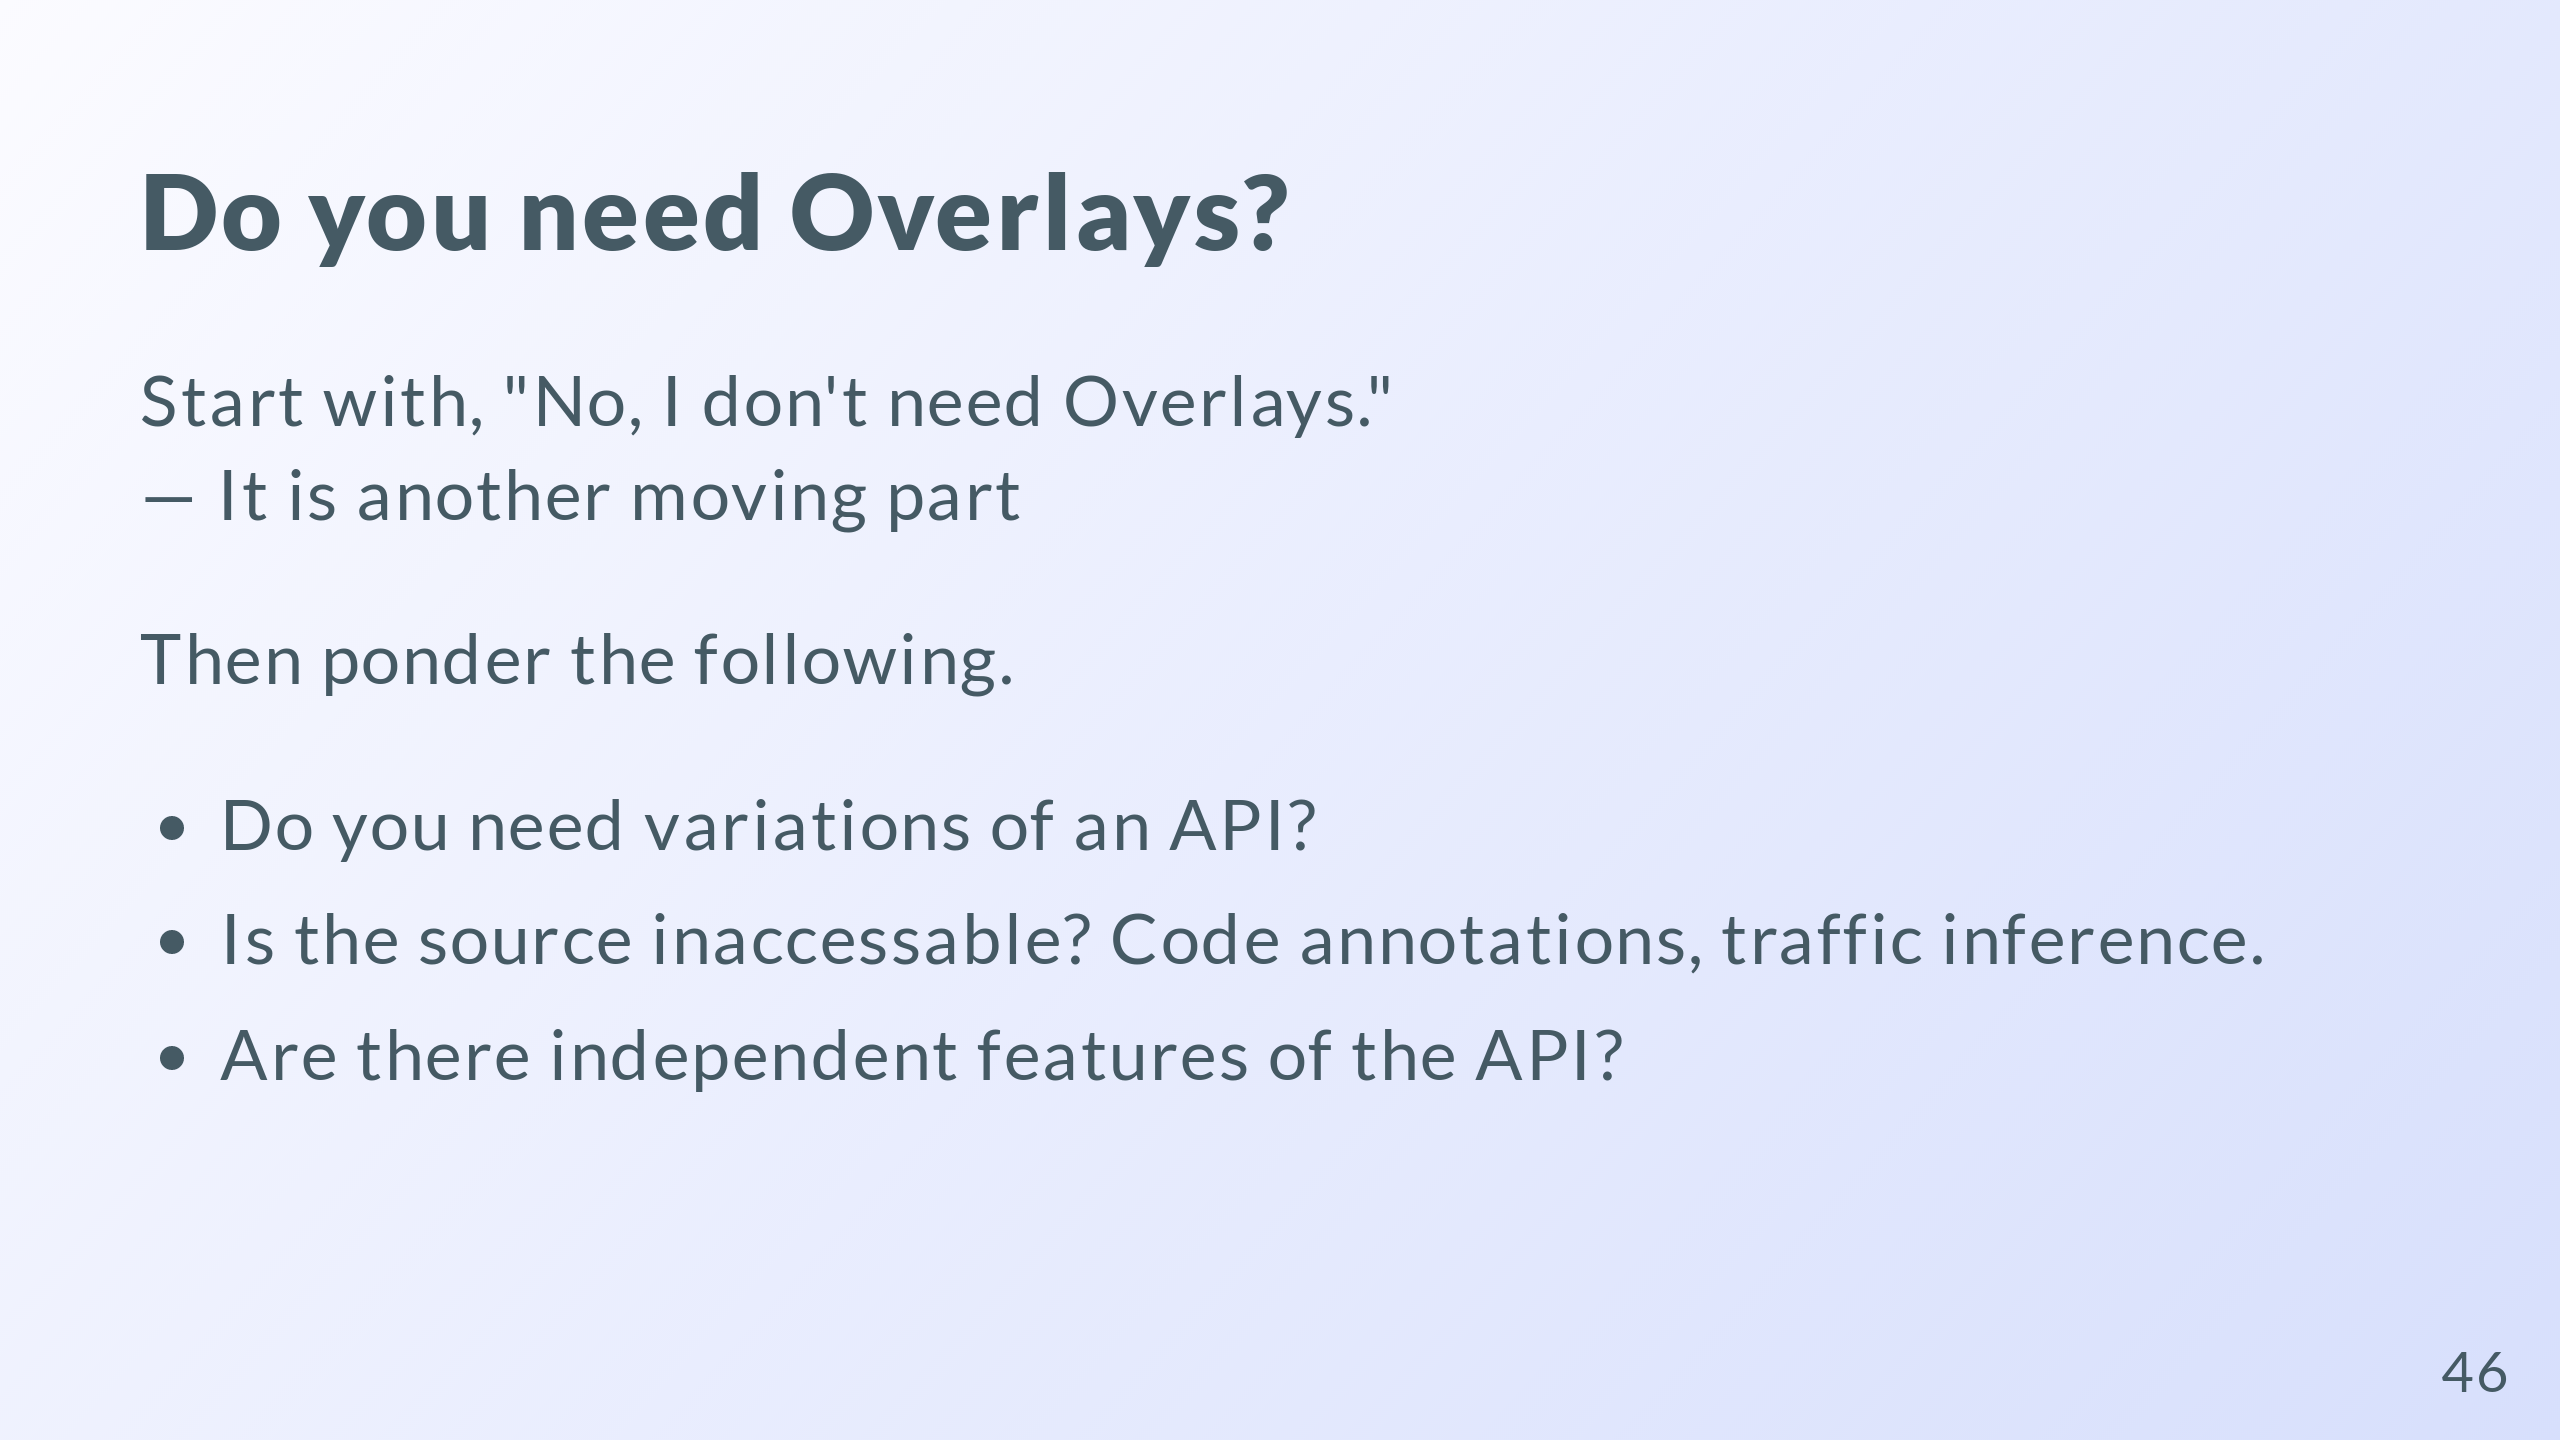 Do you need Overlays?
Start with, "No, I don't need Overlays."
— It is another moving part
Then ponder the following.
• Do you need variations of an API?
• Is the source inaccessable? Code annotations, traffic inference.
• Are there independent features of the API?
46